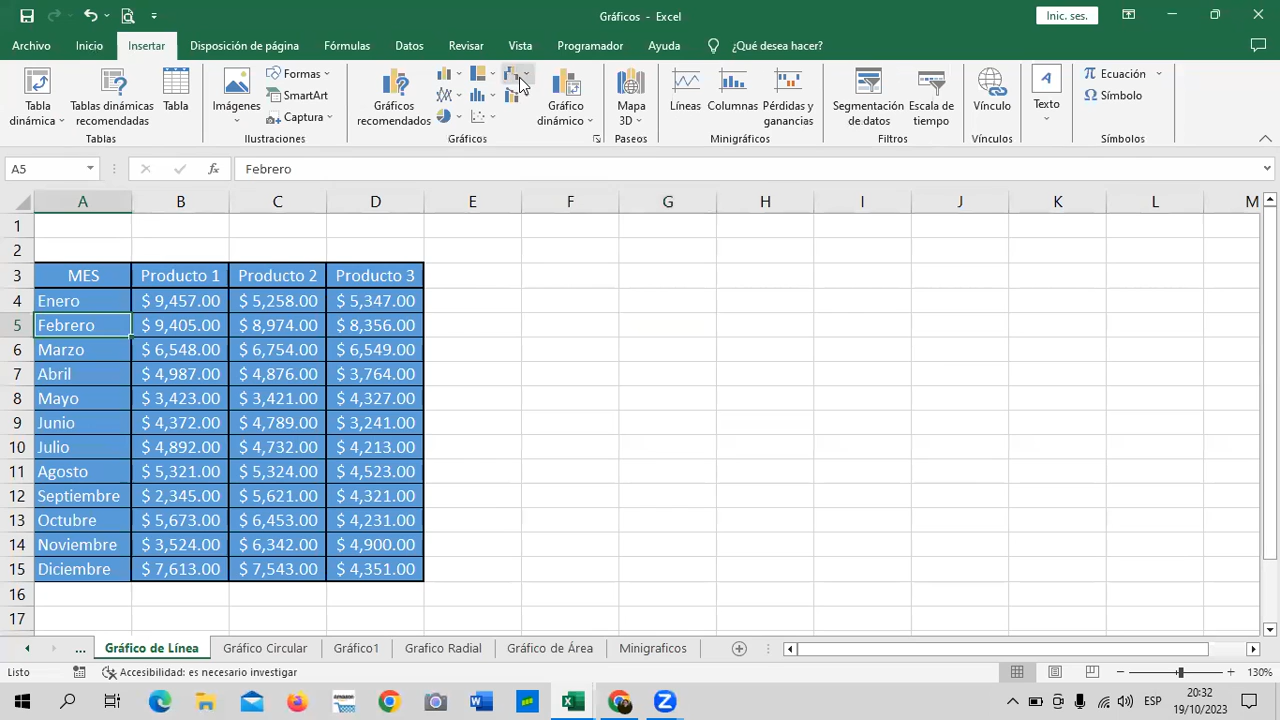 Gráficos - Excel
Inic. ses.
Archivo Inicio Insertar Disposición de página Fórmulas Datos Revisar Vista Programador Ayuda ¿Qué desea hacer?
Tabla dinámica
Tablas dinámicas recomendadas
Tabla
Imágenes
Formas
SmartArt
Captura
Gráficos recomendados
Gráfico dinámico
Mapa 3D
Líneas
Columnas
Pérdidas y ganancias
Segmentación de datos
Escala de tiempo
Vínculo
Texto
Ecuación
Símbolo
Tablas Ilustraciones Gráficos Paseos Minigráficos Filtros Vínculos Símbolos
A5 fx Febrero
A B C D E F G H I J K L M
1
2
3 MES Producto 1 Producto 2 Producto 3
4 Enero $ 9,457.00 $ 5,258.00 $ 5,347.00
5 Febrero $ 9,405.00 $ 8,974.00 $ 8,356.00
6 Marzo $ 6,548.00 $ 6,754.00 $ 6,549.00
7 Abril $ 4,987.00 $ 4,876.00 $ 3,764.00
8 Mayo $ 3,423.00 $ 3,421.00 $ 4,327.00
9 Junio $ 4,372.00 $ 4,789.00 $ 3,241.00
10 Julio $ 4,892.00 $ 4,732.00 $ 4,213.00
11 Agosto $ 5,321.00 $ 5,324.00 $ 4,523.00
12 Septiembre $ 2,345.00 $ 5,621.00 $ 4,321.00
13 Octubre $ 5,673.00 $ 6,453.00 $ 4,231.00
14 Noviembre $ 3,524.00 $ 6,342.00 $ 4,900.00
15 Diciembre $ 7,613.00 $ 7,543.00 $ 4,351.00
16
17
... Gráfico de Línea Gráfico Circular Gráfico1 Grafico Radial Gráfico de Área Minigraficos
Listo Accesibilidad: es necesario investigar 130%
ESP 20:32
19/10/2023